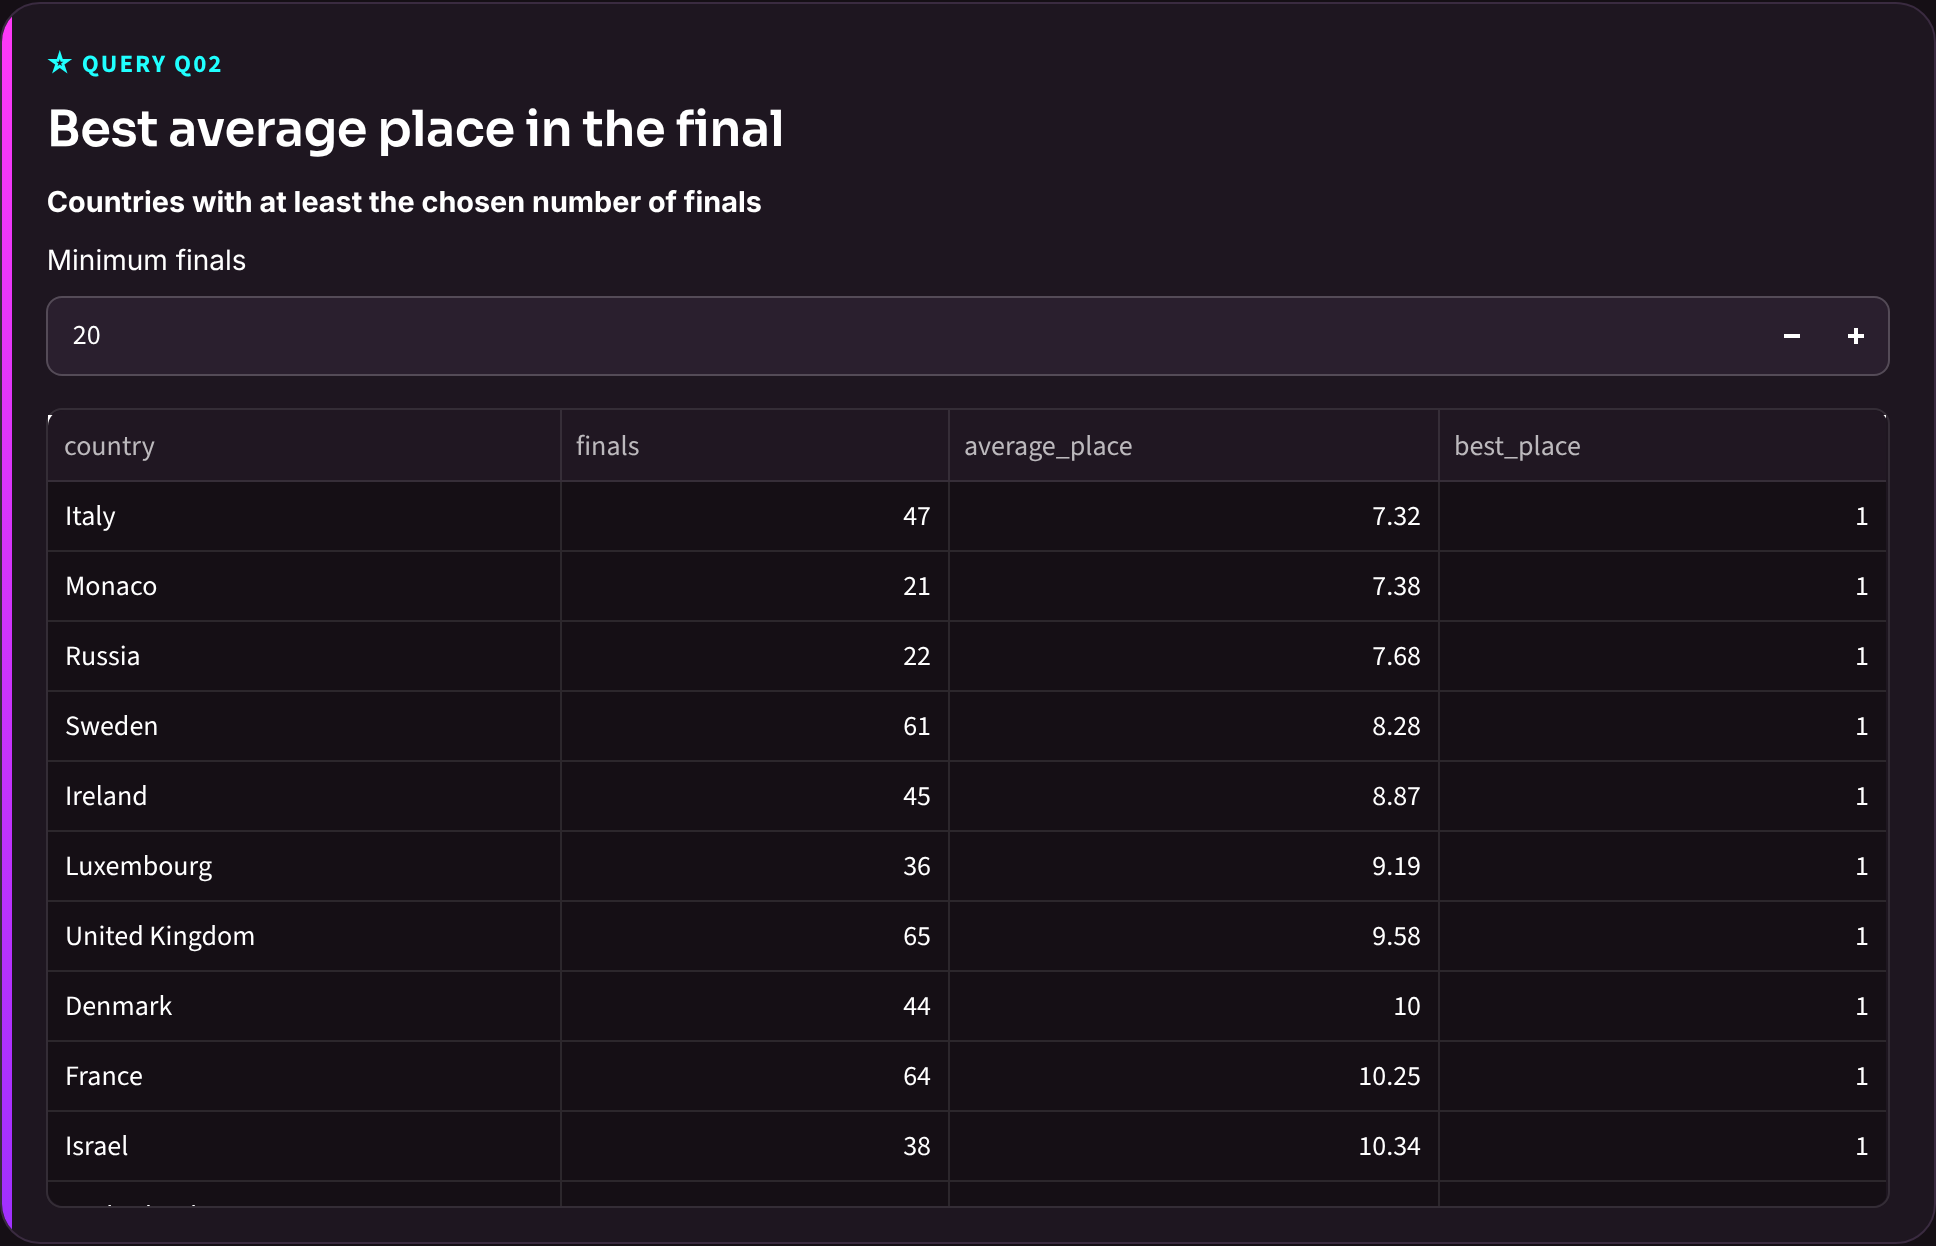 ☆ QUERY Q02
Best average place in the final
Countries with at least the chosen number of finals
Minimum finals
20 − +
country finals average_place best_place
Italy 47 7.32 1
Monaco 21 7.38 1
Russia 22 7.68 1
Sweden 61 8.28 1
Ireland 45 8.87 1
Luxembourg 36 9.19 1
United Kingdom 65 9.58 1
Denmark 44 10 1
France 64 10.25 1
Israel 38 10.34 1